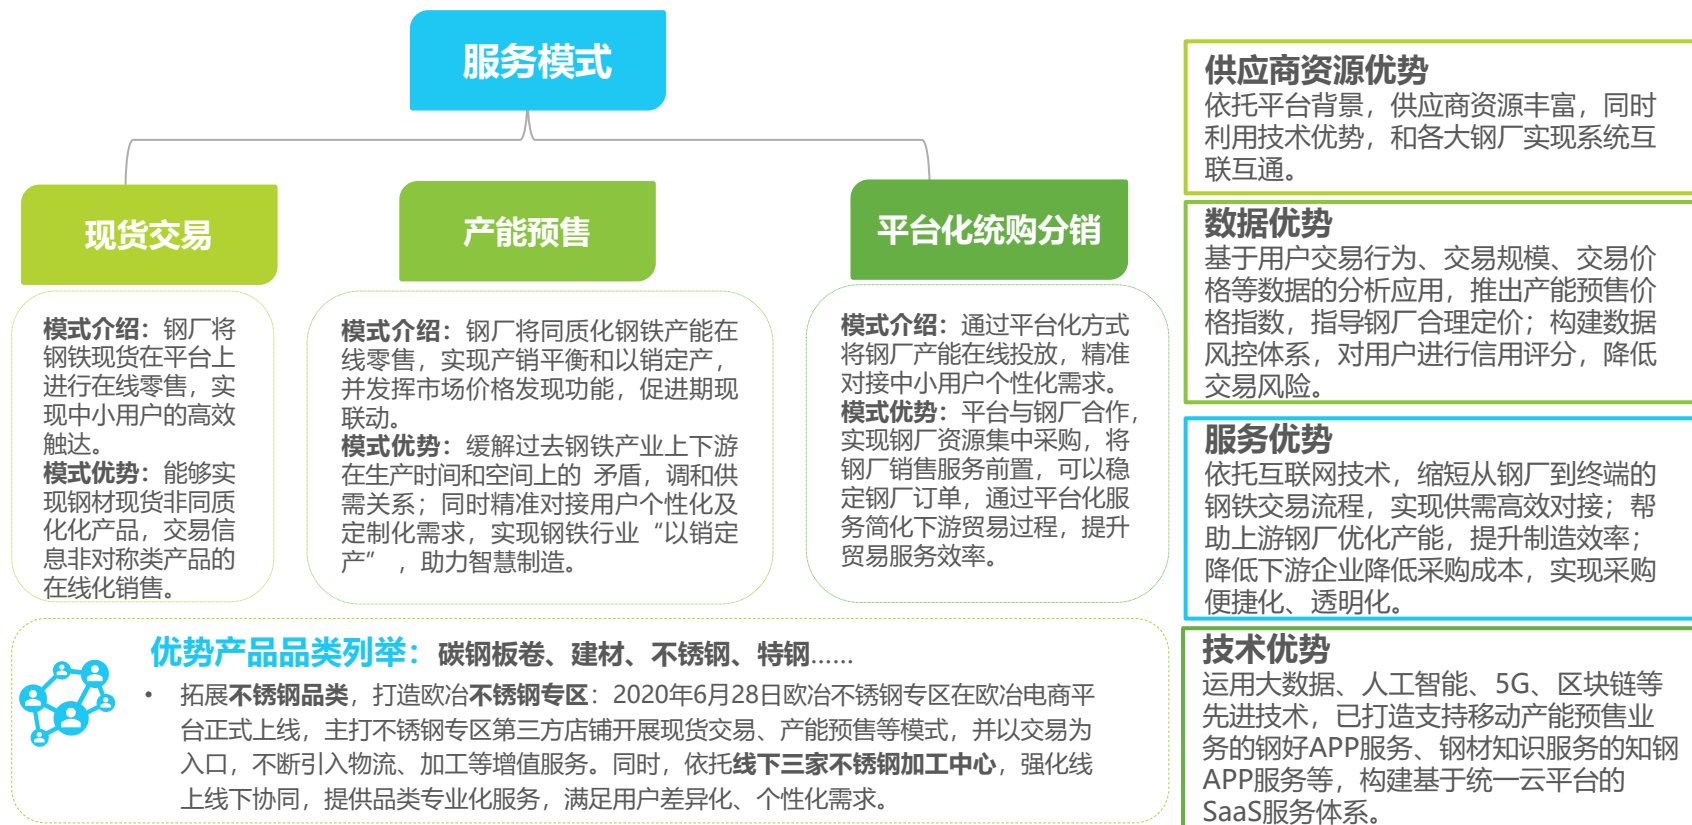 服务模式
现货交易
模式介绍：钢厂将
钢铁现货在平台上
进行在线零售，实
现中小用户的高效
触达。
模式优势：能够实
现钢材现货非同质
化化产品，交易信
息非对称类产品的
在线化销售。
产能预售
模式介绍：钢厂将同质化钢铁产能在
线零售，实现产销平衡和以销定产，
并发挥市场价格发现功能，促进期现
联动。
模式优势：缓解过去钢铁产业上下游
在生产时间和空间上的 矛盾，调和供
需关系；同时精准对接用户个性化及
定制化需求，实现钢铁行业“以销定
产”，助力智慧制造。
平台化统购分销
模式介绍：通过平台化方式
将钢厂产能在线投放，精准
对接中小用户个性化需求。
模式优势：平台与钢厂合作，
实现钢厂资源集中采购，将
钢厂销售服务前置，可以稳
定钢厂订单，通过平台化服
务简化下游贸易过程，提升
贸易服务效率。
优势产品品类列举：碳钢板卷、建材、不锈钢、特钢……
• 拓展不锈钢品类，打造欧冶不锈钢专区：2020年6月28日欧冶不锈钢专区在欧冶电商平
台正式上线，主打不锈钢专区第三方店铺开展现货交易、产能预售等模式，并以交易为
入口，不断引入物流、加工等增值服务。同时，依托线下三家不锈钢加工中心，强化线
上线下协同，提供品类专业化服务，满足用户差异化、个性化需求。
供应商资源优势
依托平台背景，供应商资源丰富，同时
利用技术优势，和各大钢厂实现系统互
联互通。
数据优势
基于用户交易行为、交易规模、交易价
格等数据的分析应用，推出产能预售价
格指数，指导钢厂合理定价；构建数据
风控体系，对用户进行信用评分，降低
交易风险。
服务优势
依托互联网技术，缩短从钢厂到终端的
钢铁交易流程，实现供需高效对接；帮
助上游钢厂优化产能，提升制造效率；
降低下游企业降低采购成本，实现采购
便捷化、透明化。
技术优势
运用大数据、人工智能、5G、区块链等
先进技术，已打造支持移动产能预售业
务的钢好APP服务、钢材知识服务的知钢
APP服务等，构建基于统一云平台的
SaaS服务体系。